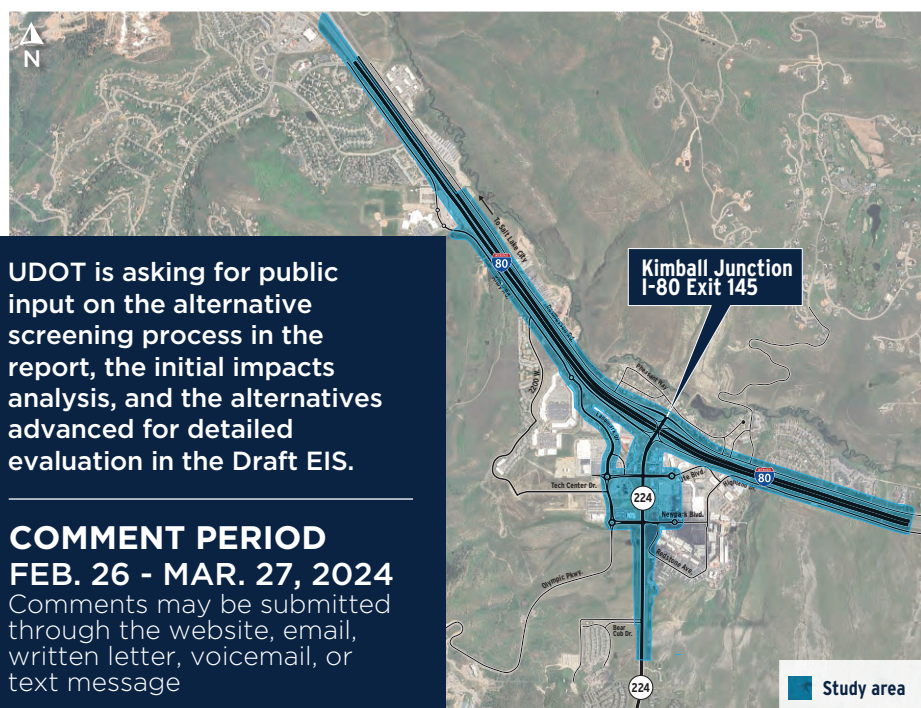 N
UDOT is asking for public
input on the alternative
screening process in the
report, the initial impacts
analysis, and the alternatives
advanced for detailed
evaluation in the Draft EIS.
COMMENT PERIOD
FEB. 26 - MAR. 27, 2024
Comments may be submitted
through the website, email,
written letter, voicemail, or
text message
To Salt Lake City
80
Kimball Junction
I-80 Exit 145
Tech Center Dr.
224
Newpark Blvd.
80
Redstone Ave.
Olympic Pkwy.
Bear
Cub Dr.
224
Study area